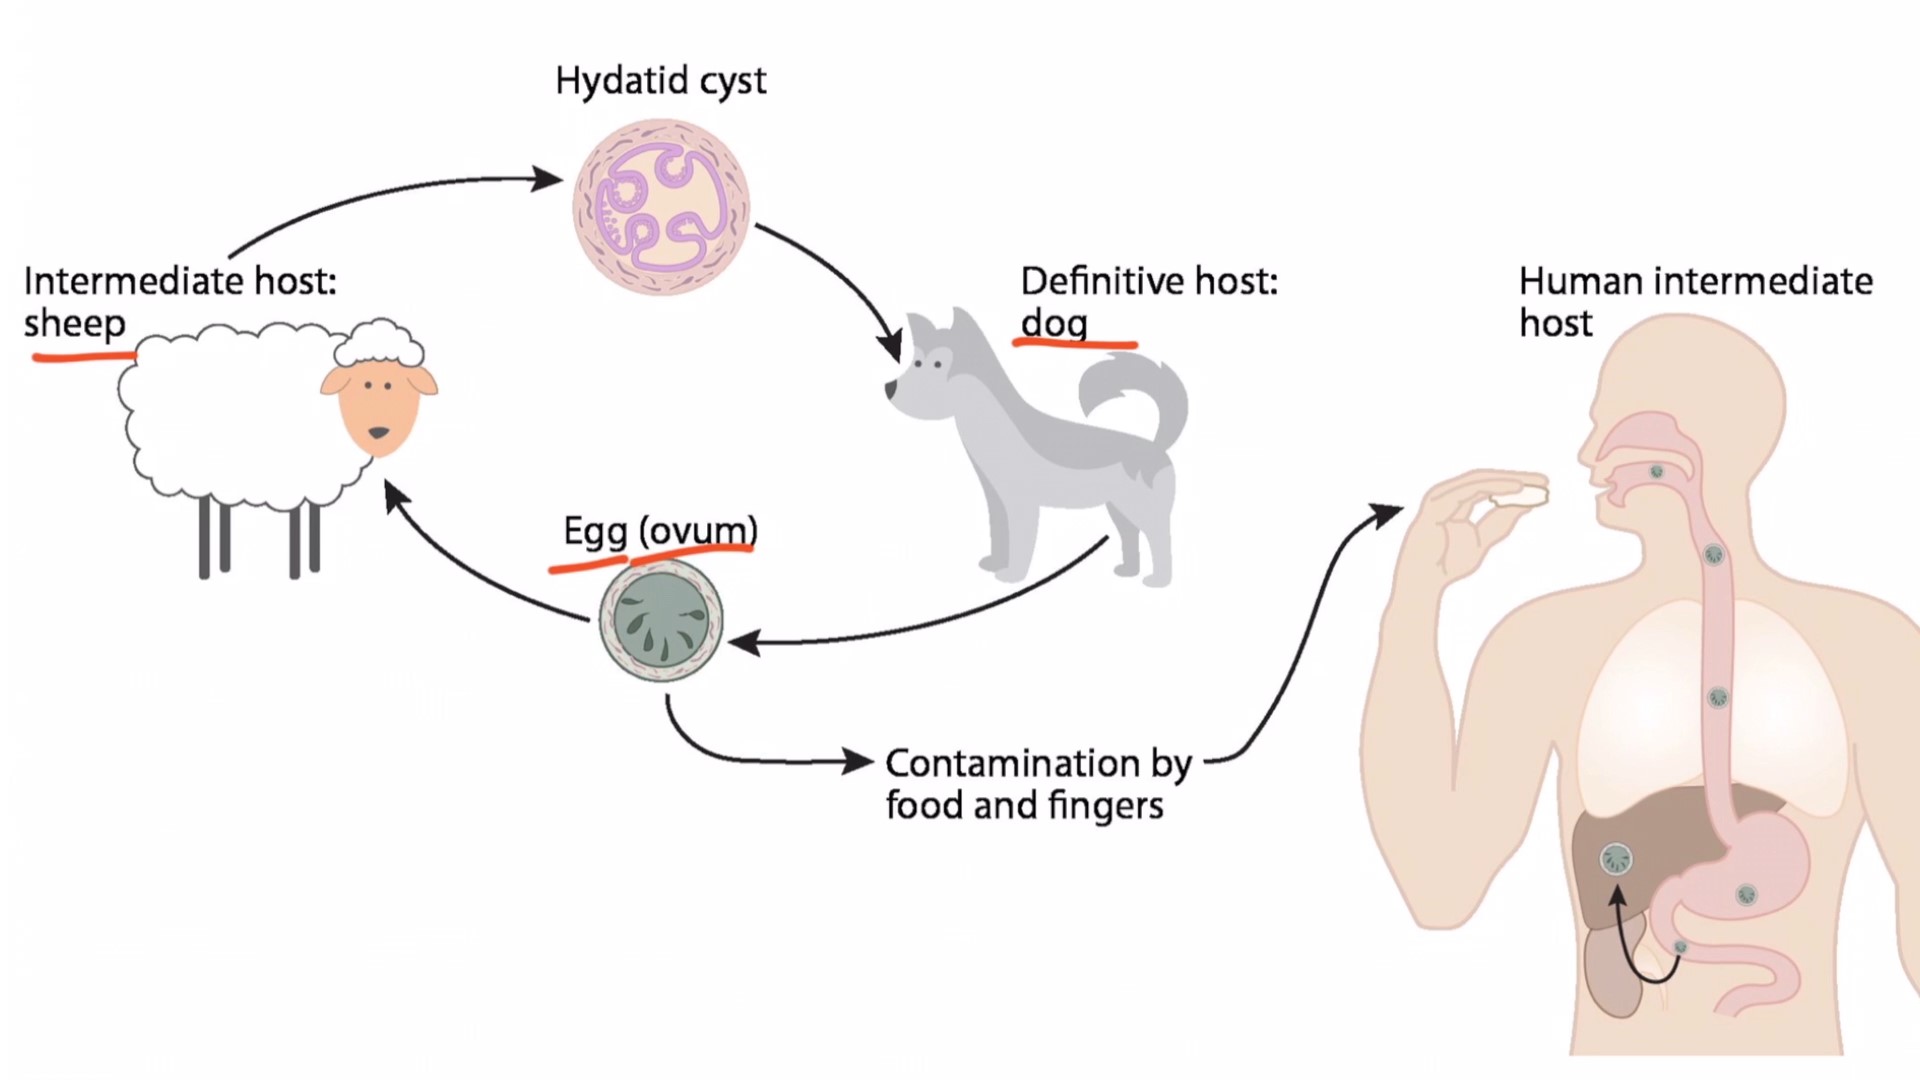 Hydatid cyst
Intermediate host:
sheep
Definitive host:
dog
Human intermediate
host
Egg (ovum)
Contamination by
food and fingers